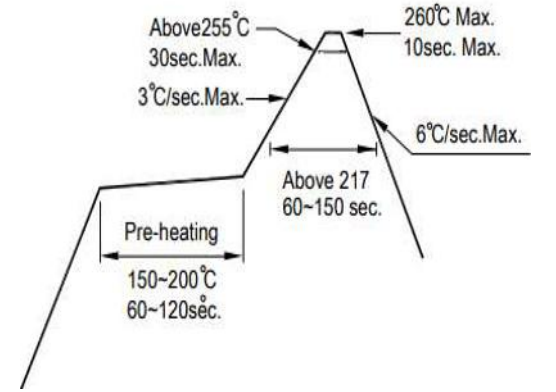 Above255°C
30sec.Max.
3°C/sec.Max.
260°C Max.
10sec. Max.
6°C/sec.Max.
Above 217
60~150 sec.
Pre-heating
150~200°C
60~120sec.